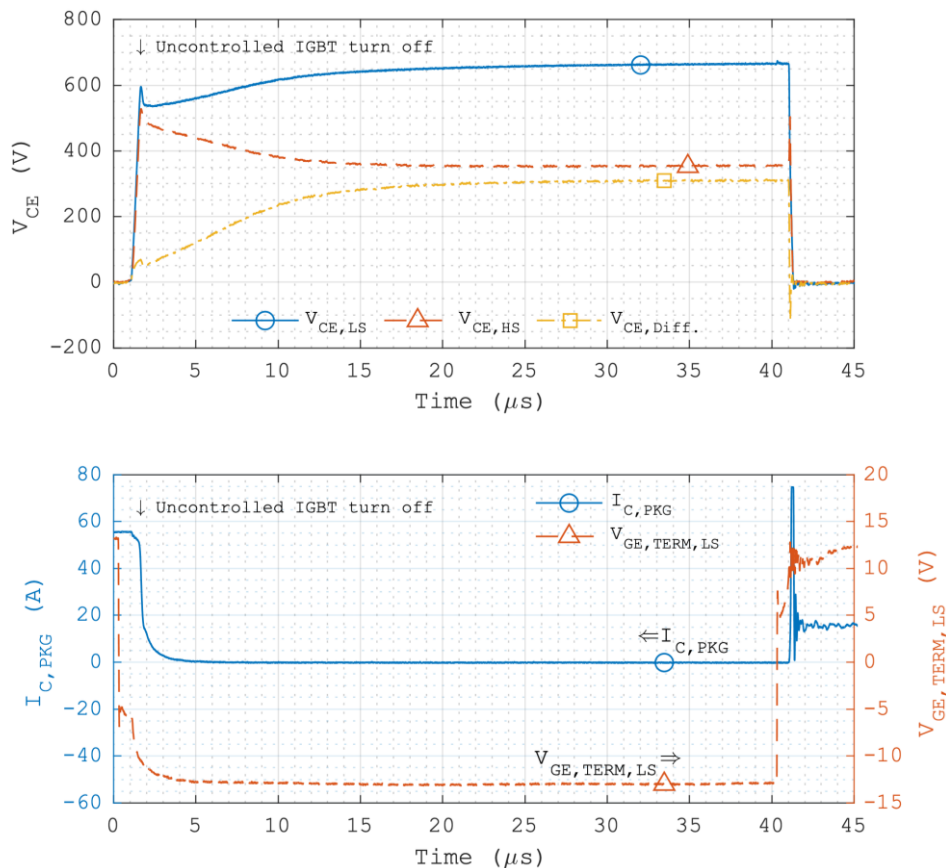 800
600
400
200
0
-200
V_CE (V)
↓ Uncontrolled IGBT turn off
V_CE,LS
V_CE,HS
V_CE,Diff.
0 5 10 15 20 25 30 35 40 45
Time (μs)
80
60
40
20
0
-20
-40
-60
I_C,PKG (A)
↓ Uncontrolled IGBT turn off
I_C,PKG
V_GE,TERM,LS
⇐I_C,PKG
V_GE,TERM,LS⇒
20
15
10
5
0
-5
-10
-15
V_GE,TERM,LS (V)
0 5 10 15 20 25 30 35 40 45
Time (μs)